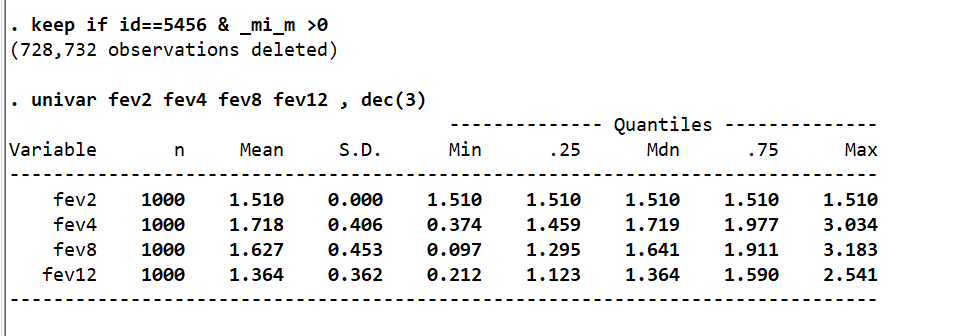 . keep if id==5456 & _mi_m >0
(728,732 observations deleted)
. univar fev2 fev4 fev8 fev12 , dec(3)
-------------- Quantiles --------------
Variable n Mean S.D. Min .25 Mdn .75 Max
-------------------------------------------------------------------------------
fev2 1000 1.510 0.000 1.510 1.510 1.510 1.510 1.510
fev4 1000 1.718 0.406 0.374 1.459 1.719 1.977 3.034
fev8 1000 1.627 0.453 0.097 1.295 1.641 1.911 3.183
fev12 1000 1.364 0.362 0.212 1.123 1.364 1.590 2.541
-------------------------------------------------------------------------------